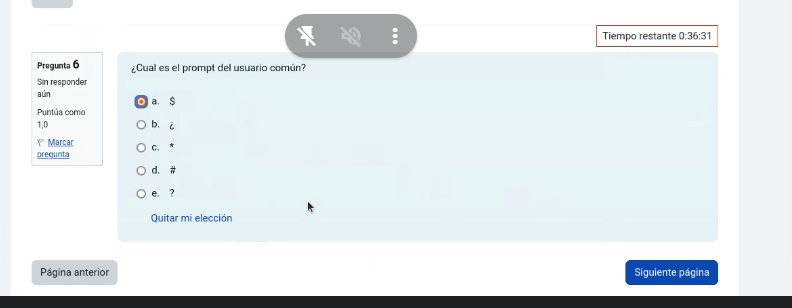 Tiempo restante 0:36:31
Pregunta 6
Sin responder
aún
Puntúa como
1,0
Marcar
pregunta
¿Cual es el prompt del usuario común?
a. $
b. ¿
c. *
d. #
e. ?
Quitar mi elección
Página anterior
Siguiente página